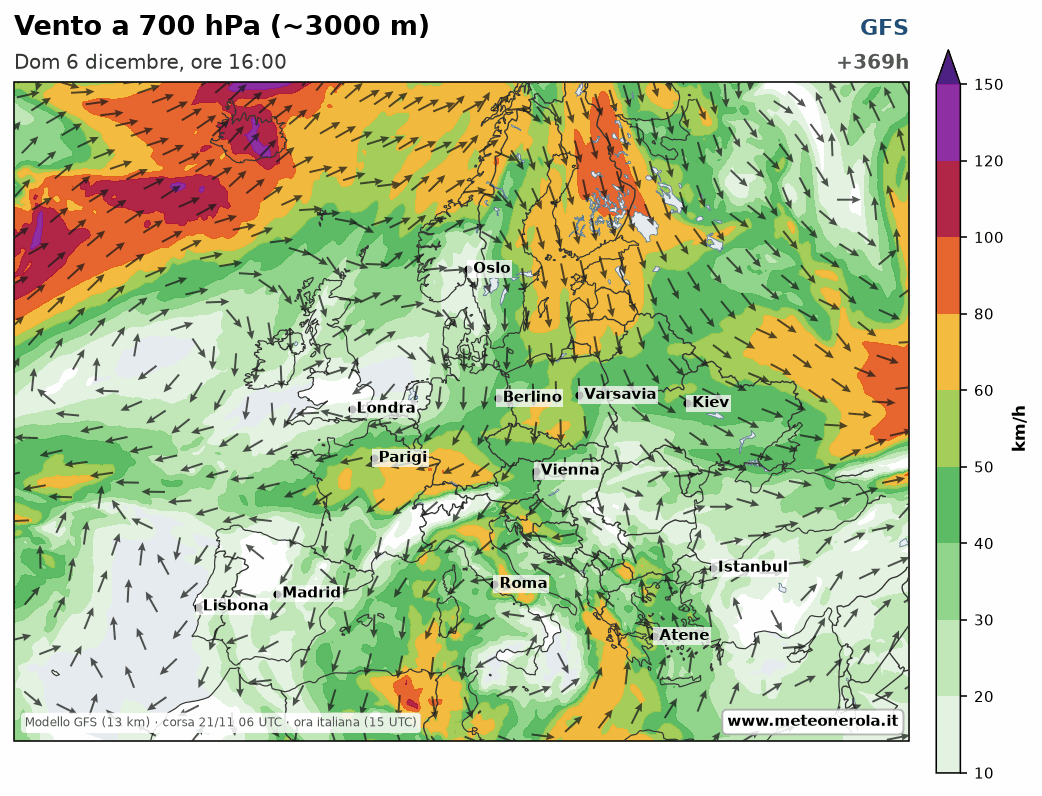 Vento a 700 hPa (~3000 m)
GFS
Dom 6 dicembre, ore 16:00
+369h
150
120
100
80
60
50
40
30
20
10
km/h
Oslo
Berlino
Varsavia
Kiev
Londra
Parigi
Vienna
Istanbul
Roma
Madrid
Lisbona
Atene
Modello GFS (13 km) · corsa 21/11 06 UTC · ora italiana (15 UTC)
www.meteonerola.it